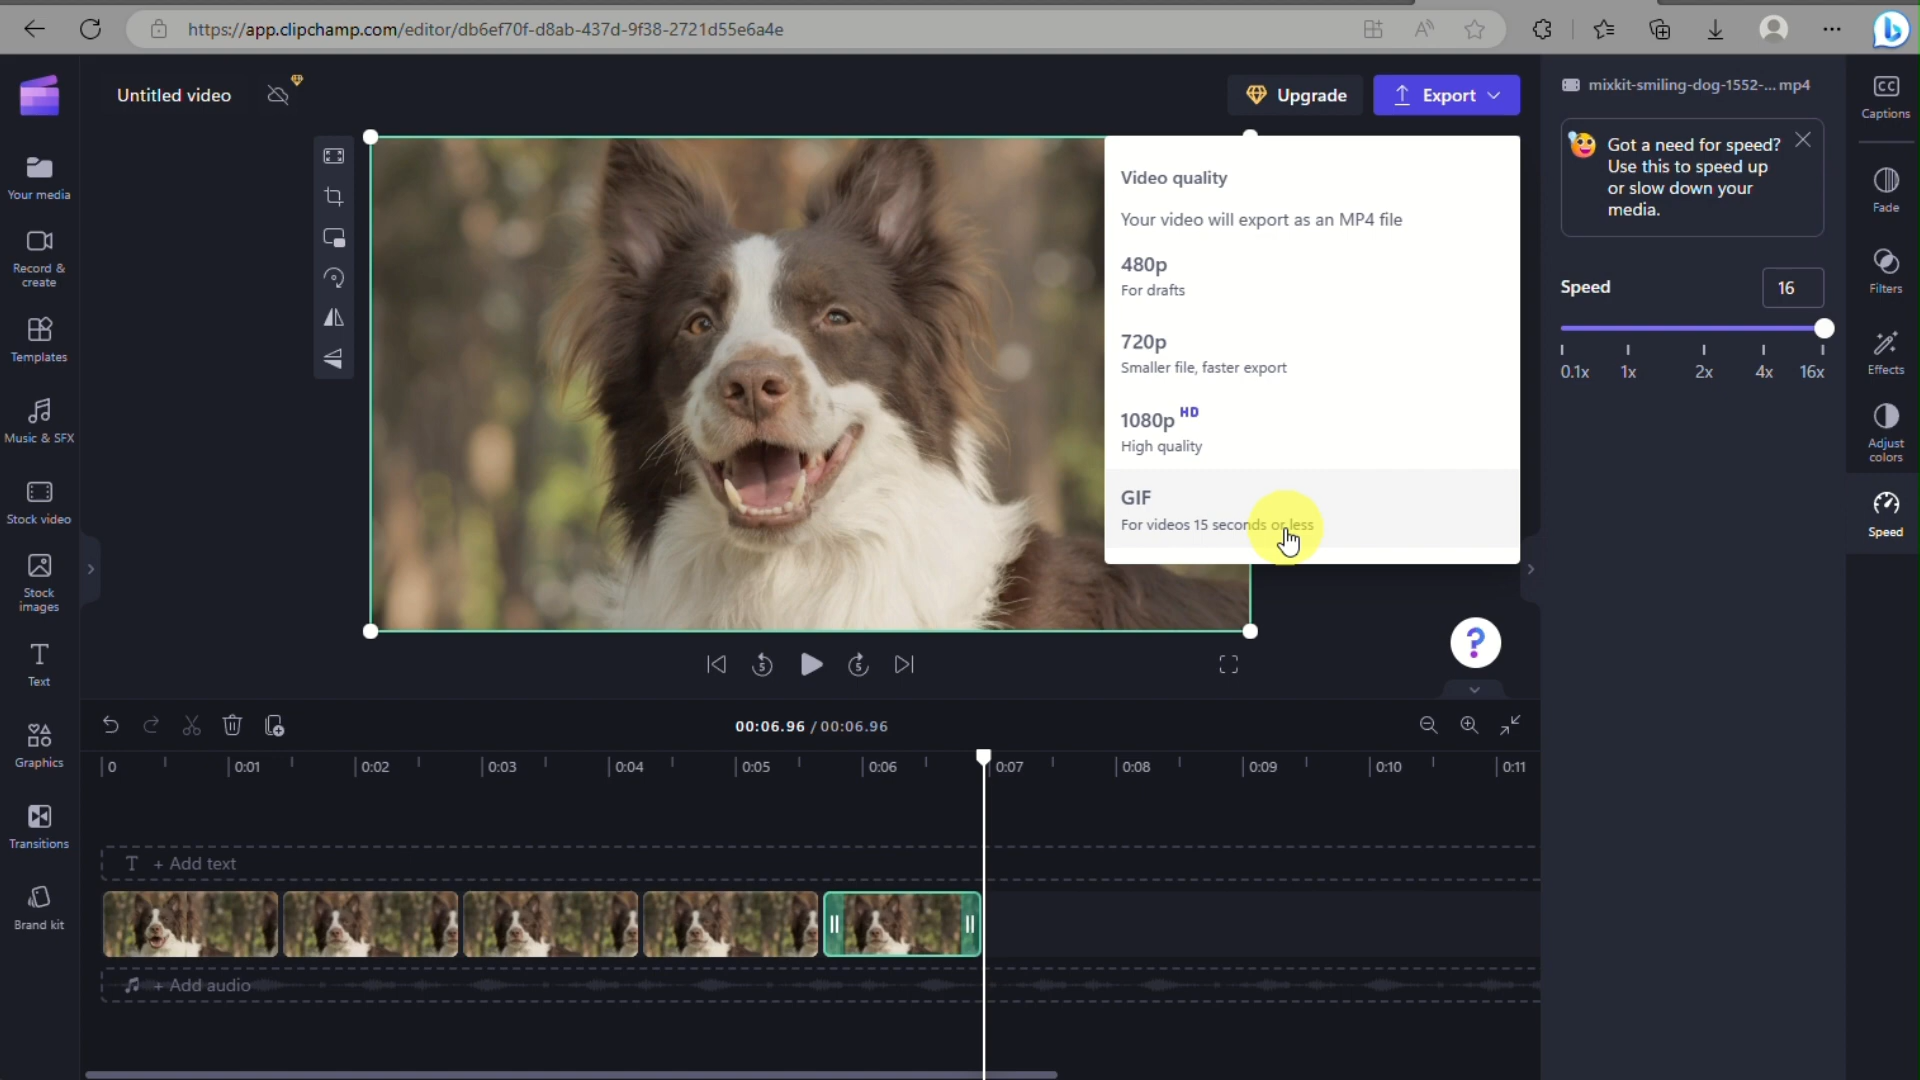 https://app.clipchamp.com/editor/db6ef70f-d8ab-437d-9f38-2721d55e6a4e
Untitled video
Upgrade
Export
Your media
Record &
create
Templates
Music & SFX
Stock video
Stock
images
Text
Graphics
Transitions
Brand kit
Video quality
Your video will export as an MP4 file
480p
For drafts
720p
Smaller file, faster export
1080p HD
High quality
GIF
For videos 15 seconds or less
mixkit-smiling-dog-1552-... mp4
Got a need for speed?
Use this to speed up
or slow down your
media.
Speed
16
0.1x 1x 2x 4x 16x
CC
Captions
Fade
Filters
Effects
Adjust
colors
Speed
5
5
?
00:06.96 / 00:06.96
0 0:01 0:02 0:03 0:04 0:05 0:06 0:07 0:08 0:09 0:10 0:11
T + Add text
+ Add audio